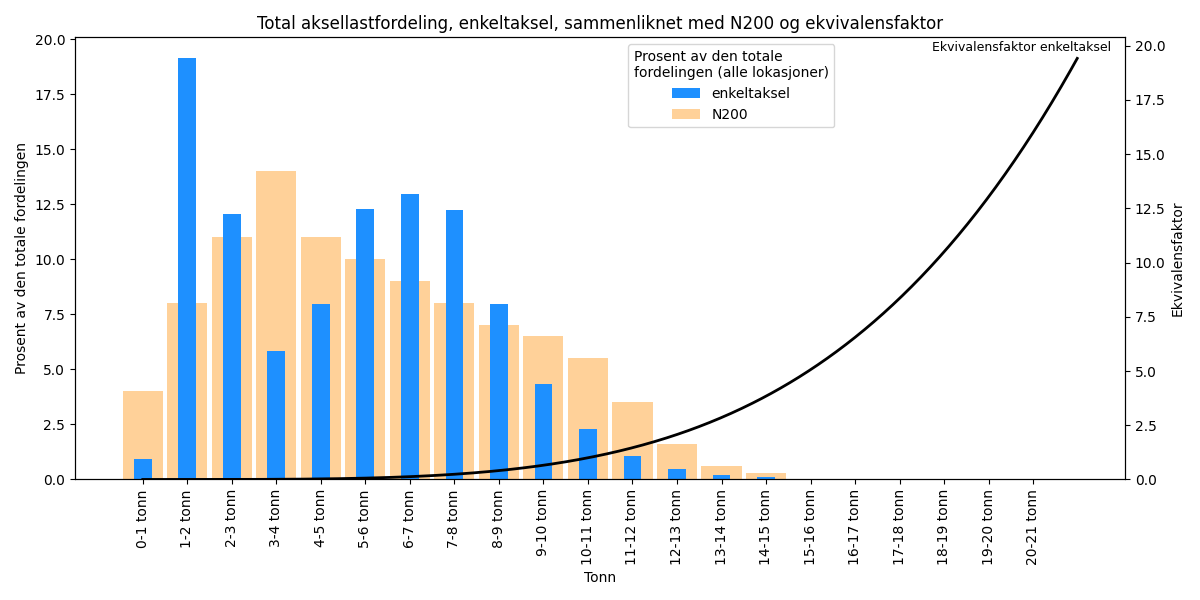 Total aksellastfordeling, enkeltaksel, sammenliknet med N200 og ekvivalensfaktor
Prosent av den totale fordelingen
20.0
17.5
15.0
12.5
10.0
7.5
5.0
2.5
0.0
Prosent av den totale
fordelingen (alle lokasjoner)
enkeltaksel
N200
Ekvivalensfaktor enkeltaksel
20.0
17.5
15.0
12.5
10.0
7.5
5.0
2.5
0.0
Ekvivalensfaktor
0-1 tonn
1-2 tonn
2-3 tonn
3-4 tonn
4-5 tonn
5-6 tonn
6-7 tonn
7-8 tonn
8-9 tonn
9-10 tonn
10-11 tonn
11-12 tonn
12-13 tonn
13-14 tonn
14-15 tonn
15-16 tonn
16-17 tonn
17-18 tonn
18-19 tonn
19-20 tonn
20-21 tonn
Tonn